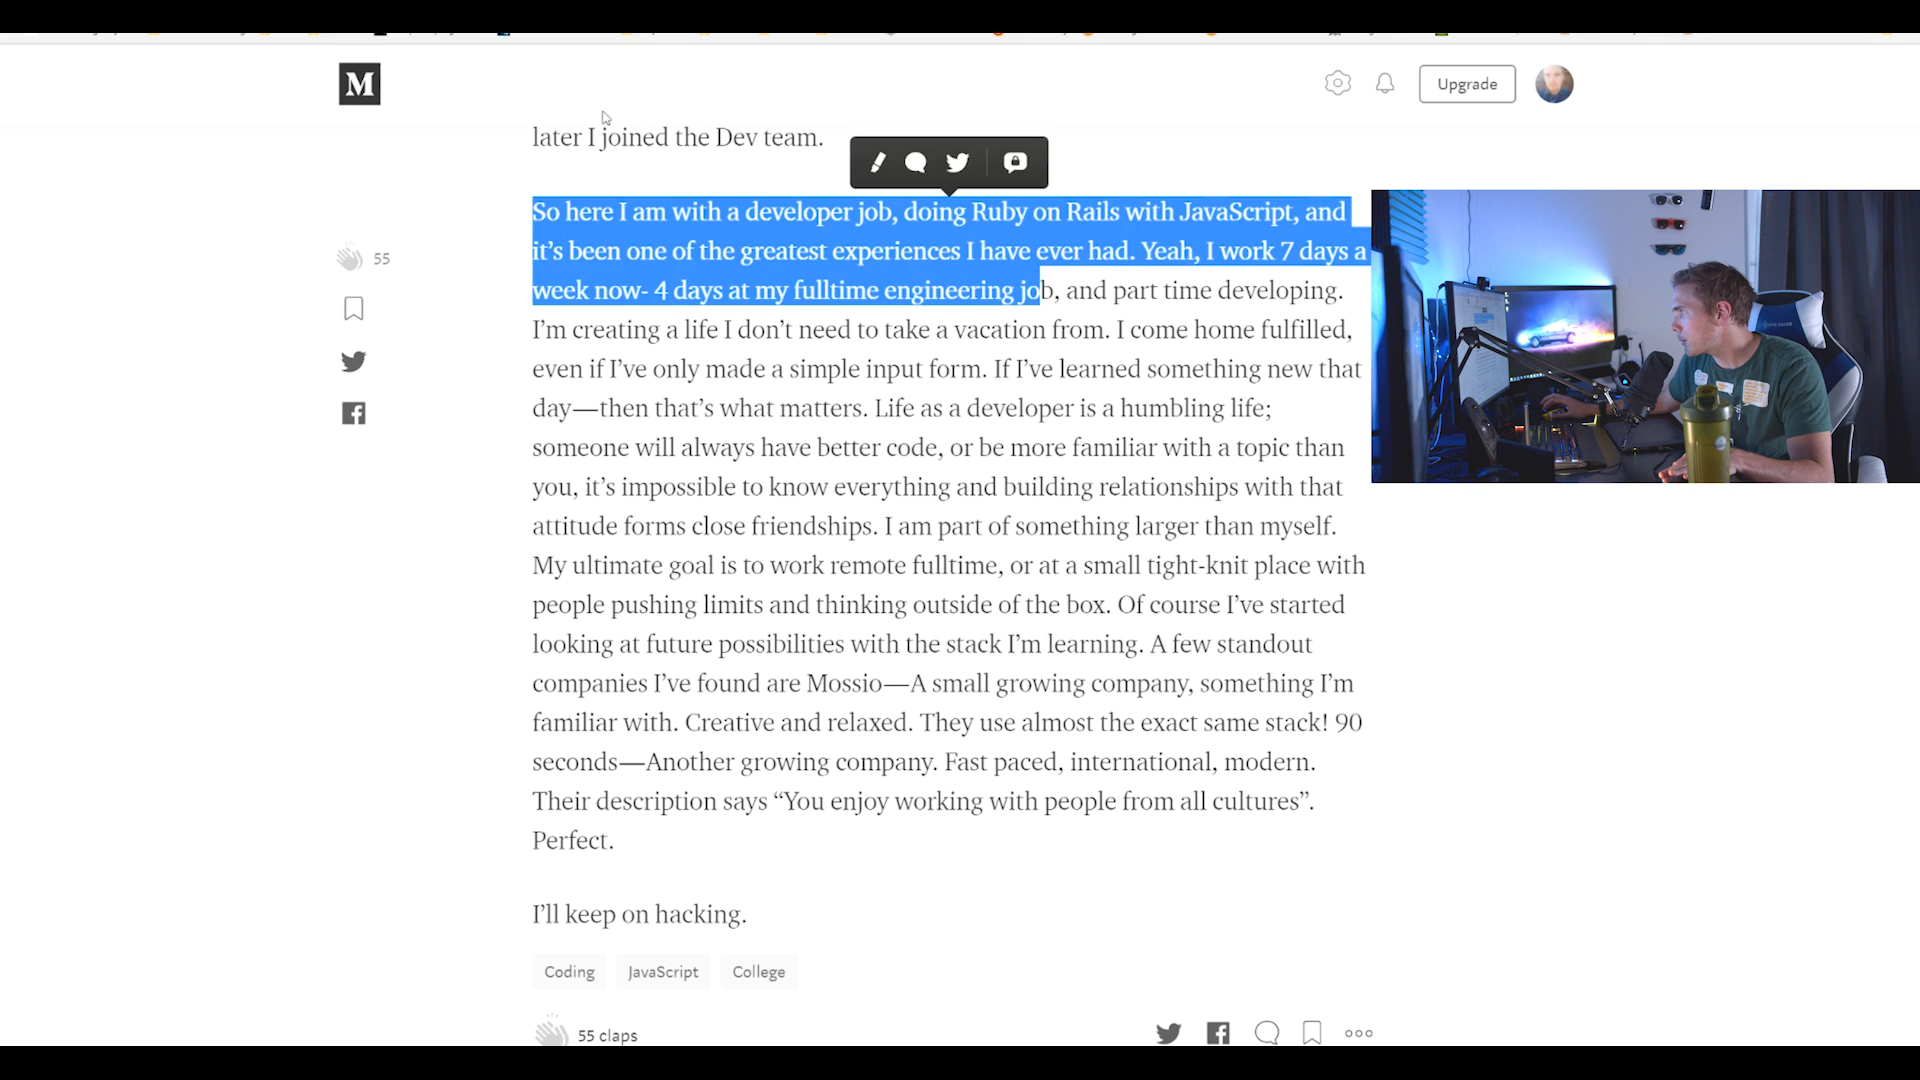 M
Upgrade
later I joined the Dev team.
So here I am with a developer job, doing Ruby on Rails with JavaScript, and
it’s been one of the greatest experiences I have ever had. Yeah, I work 7 days a
week now- 4 days at my fulltime engineering job, and part time developing.
I’m creating a life I don’t need to take a vacation from. I come home fulfilled,
even if I’ve only made a simple input form. If I’ve learned something new that
day—then that’s what matters. Life as a developer is a humbling life;
someone will always have better code, or be more familiar with a topic than
you, it’s impossible to know everything and building relationships with that
attitude forms close friendships. I am part of something larger than myself.
My ultimate goal is to work remote fulltime, or at a small tight-knit place with
people pushing limits and thinking outside of the box. Of course I’ve started
looking at future possibilities with the stack I’m learning. A few standout
companies I’ve found are Mossio—A small growing company, something I’m
familiar with. Creative and relaxed. They use almost the exact same stack! 90
seconds—Another growing company. Fast paced, international, modern.
Their description says “You enjoy working with people from all cultures”.
Perfect.
I’ll keep on hacking.
55
Coding JavaScript College
55 claps